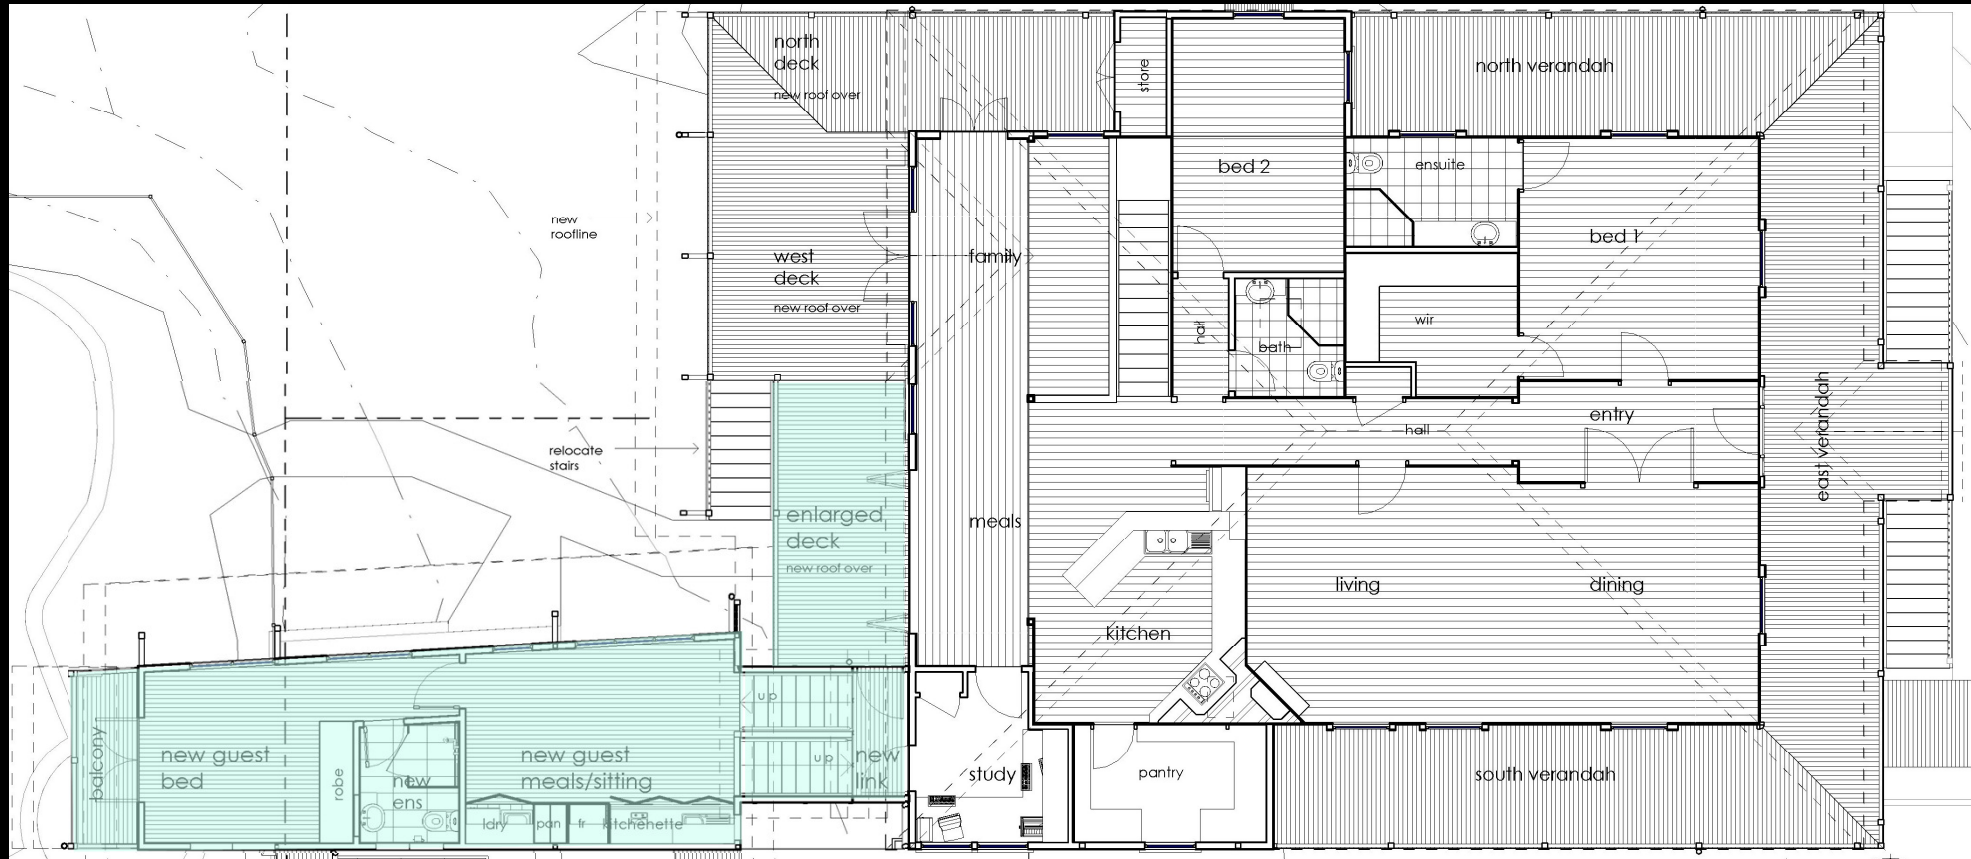 north
deck
new roof over
store
north verandah
bed 2
ensuite
bed 1
new
roofline
west
deck
new roof over
family
hall
bath
wir
entry
hall
east verandah
relocate
stairs
enlarged
deck
new roof over
meals
living
dining
kitchen
up
up
new
link
balcony
new guest
bed
robe
new
ens
new guest
meals/sitting
ldry
pan
fr
kitchenette
study
pantry
south verandah